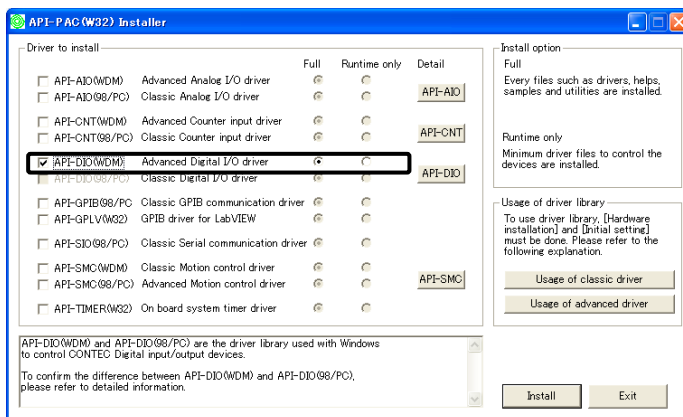 API-PAC(W32) Installer
Driver to install
Full Runtime only Detail
API-AIO(WDM) Advanced Analog I/O driver
API-AIO(98/PC) Classic Analog I/O driver
API-AIO
API-CNT(WDM) Advanced Counter input driver
API-CNT(98/PC) Classic Counter input driver
API-CNT
API-DIO(WDM) Advanced Digital I/O driver
API-DIO(98/PC) Classic Digital I/O driver
API-DIO
API-GPIB(98/PC Classic GPIB communication driver
API-GPLV(W32) GPIB driver for LabVIEW
API-SIO(98/PC) Classic Serial communication driver
API-SMC(WDM) Classic Motion control driver
API-SMC(98/PC) Advanced Motion control driver
API-SMC
API-TIMER(W32) On board system timer driver
Install option
Full
Every files such as drivers, helps,
samples and utilities are installed.
Runtime only
Minimum driver files to control the
devices are installed.
Usage of driver library
To use driver library, [Hardware
installation] and [Initial setting]
must be done. Please refer to the
following explanation.
Usage of classic driver
Usage of advanced driver
API-DIO(WDM) and API-DIO(98/PC) are the driver library used with Windows
to control CONTEC Digital input/output devices.
To confirm the difference between API-DIO(WDM) and API-DIO(98/PC),
please refer to detailed information.
Install Exit